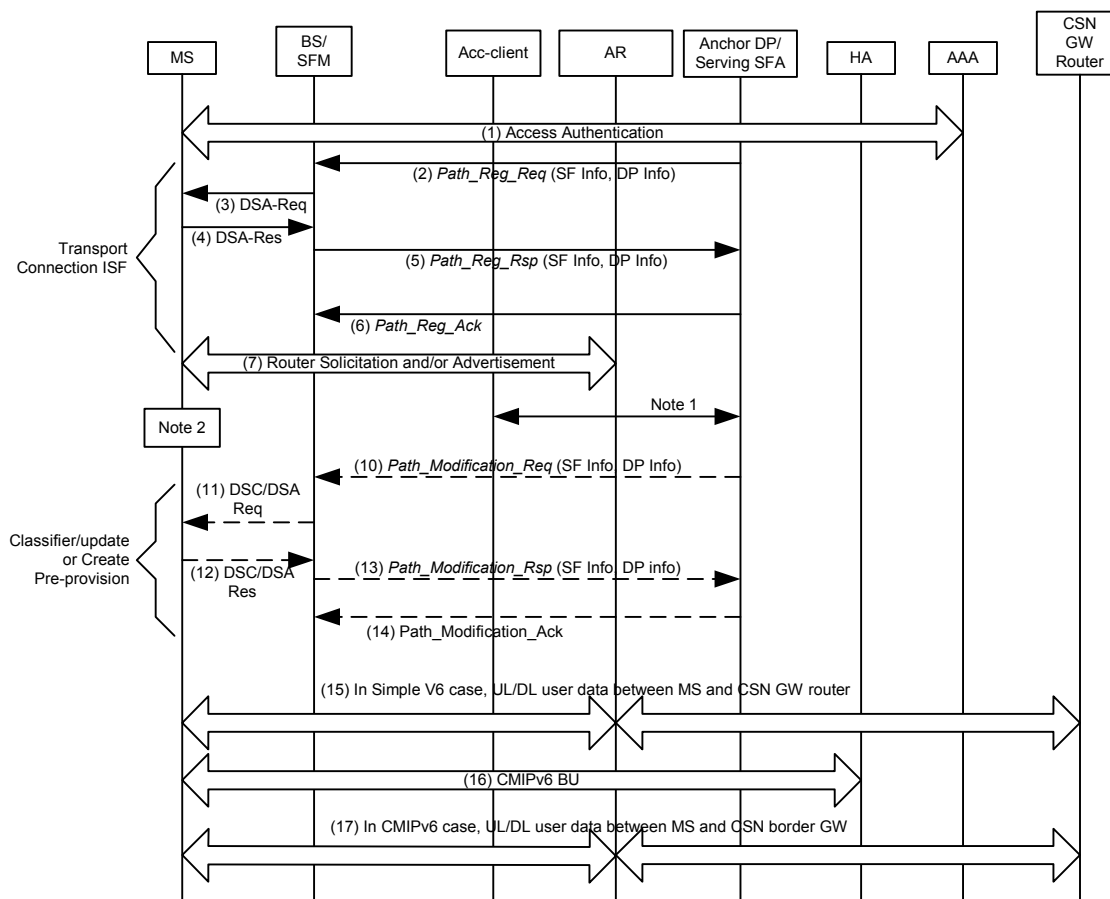 MS
BS/
SFM
Acc-client
AR
Anchor DP/
Serving SFA
HA
AAA
CSN
GW
Router
(1) Access Authentication
(2) Path_Reg_Req (SF Info, DP Info)
(3) DSA-Req
(4) DSA-Res
Transport
Connection ISF
(5) Path_Reg_Rsp (SF Info, DP Info)
(6) Path_Reg_Ack
(7) Router Solicitation and/or Advertisement
Note 1
Note 2
(10) Path_Modification_Req (SF Info, DP Info)
(11) DSC/DSA
Req
Classifier/update
or Create
Pre-provision
(12) DSC/DSA
Res
(13) Path_Modification_Rsp (SF Info, DP info)
(14) Path_Modification_Ack
(15) In Simple V6 case, UL/DL user data between MS and CSN GW router
(16) CMIPv6 BU
(17) In CMIPv6 case, UL/DL user data between MS and CSN border GW